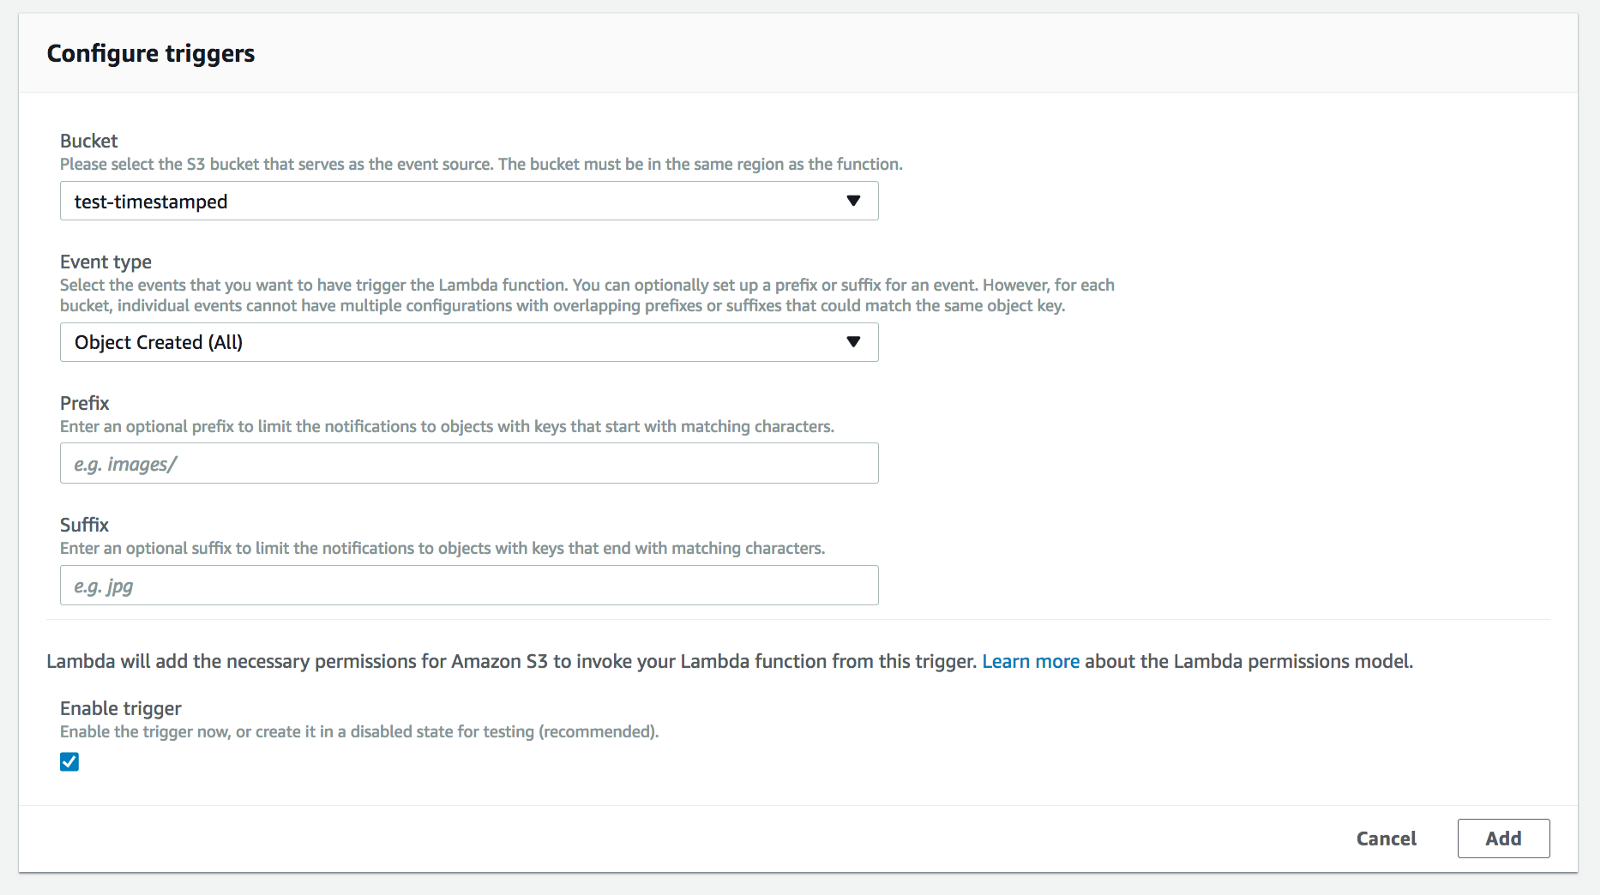 Configure triggers
Bucket
Please select the S3 bucket that serves as the event source. The bucket must be in the same region as the function.
test-timestamped
Event type
Select the events that you want to have trigger the Lambda function. You can optionally set up a prefix or suffix for an event. However, for each
bucket, individual events cannot have multiple configurations with overlapping prefixes or suffixes that could match the same object key.
Object Created (All)
Prefix
Enter an optional prefix to limit the notifications to objects with keys that start with matching characters.
e.g. images/
Suffix
Enter an optional suffix to limit the notifications to objects with keys that end with matching characters.
e.g. jpg
Lambda will add the necessary permissions for Amazon S3 to invoke your Lambda function from this trigger. Learn more about the Lambda permissions model.
Enable trigger
Enable the trigger now, or create it in a disabled state for testing (recommended).
Cancel Add